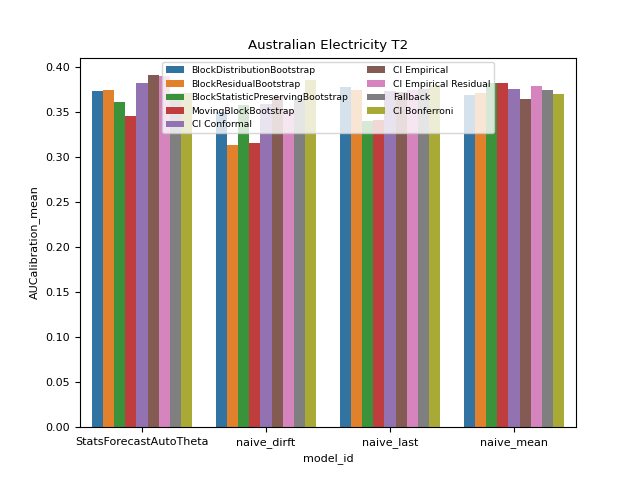 Australian Electricity T2
BlockDistributionBootstrap
BlockResidualBootstrap
BlockStatisticPreservingBootstrap
MovingBlockBootstrap
CI Conformal
CI Empirical
CI Empirical Residual
Fallback
CI Bonferroni
AUCalibration_mean
0.40
0.35
0.30
0.25
0.20
0.15
0.10
0.05
0.00
StatsForecastAutoTheta
naive_dirft
naive_last
naive_mean
model_id